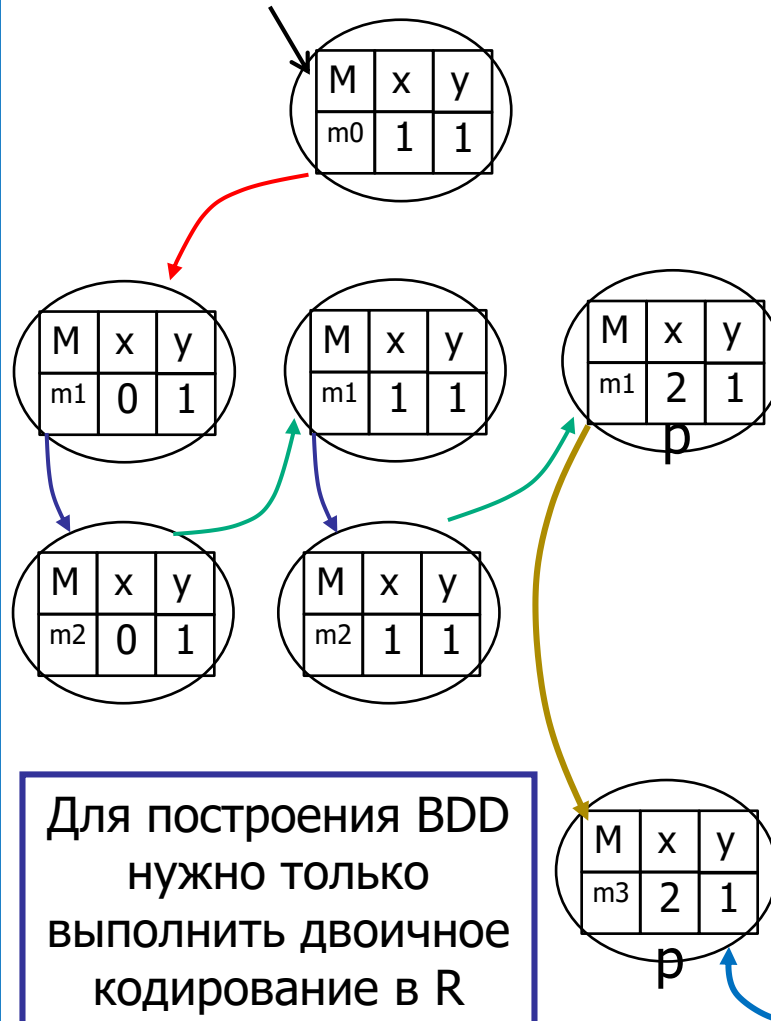 M x y
m0 1 1
M x y
m1 0 1
M x y
m1 1 1
M x y
m1 2 1
p
M x y
m2 0 1
M x y
m2 1 1
M x y
m3 2 1
p
Для построения BDD
нужно только
выполнить двоичное
кодирование в R